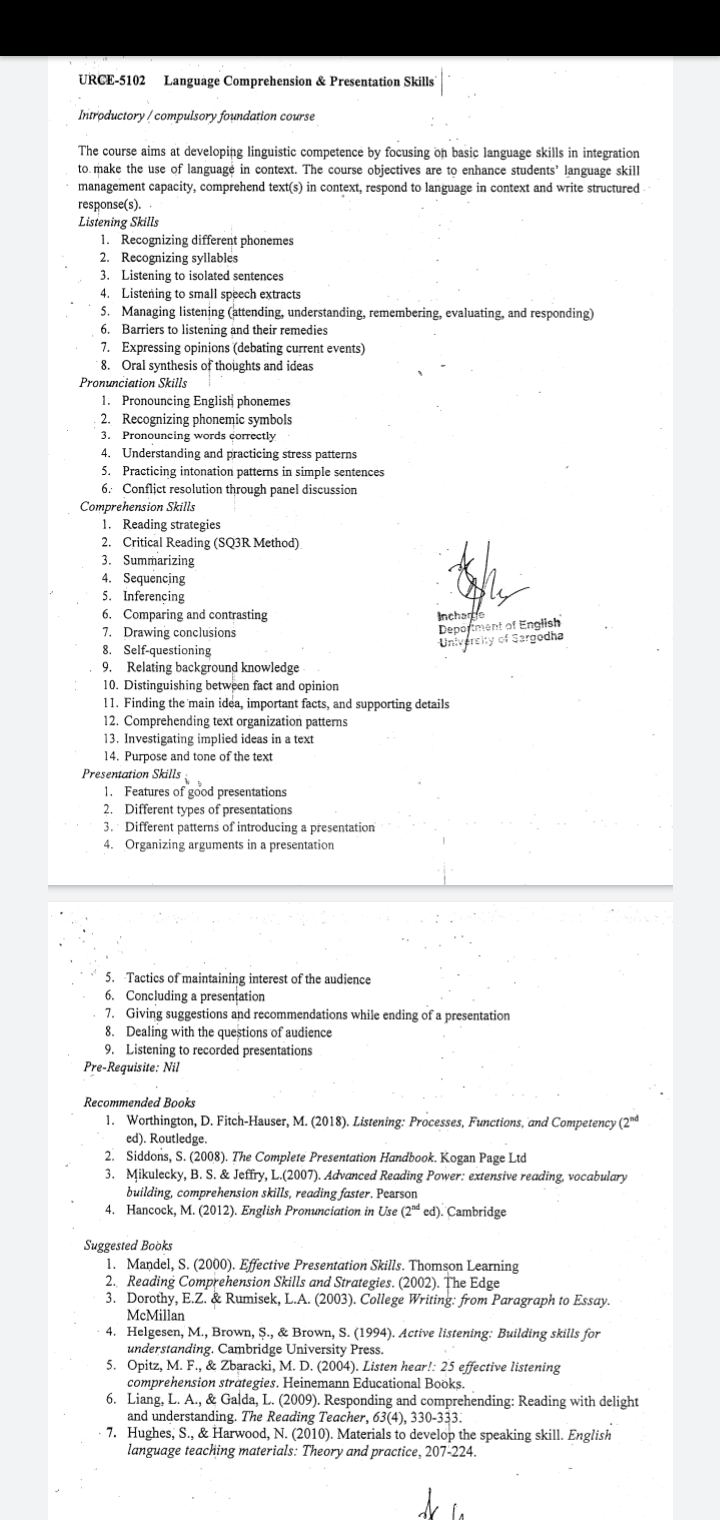 URCE-5102 Language Comprehension & Presentation Skills
Introductory / compulsory foundation course
The course aims at developing linguistic competence by focusing on basic language skills in integration
to make the use of language in context. The course objectives are to enhance students' language skill
management capacity, comprehend text(s) in context, respond to language in context and write structured
response(s).
Listening Skills
1. Recognizing different phonemes
2. Recognizing syllables
3. Listening to isolated sentences
4. Listening to small speech extracts
5. Managing listening (attending, understanding, remembering, evaluating, and responding)
6. Barriers to listening and their remedies
7. Expressing opinions (debating current events)
8. Oral synthesis of thoughts and ideas
Pronunciation Skills
1. Pronouncing English phonemes
2. Recognizing phonemic symbols
3. Pronouncing words correctly
4. Understanding and practicing stress patterns
5. Practicing intonation patterns in simple sentences
6. Conflict resolution through panel discussion
Comprehension Skills
1. Reading strategies
2. Critical Reading (SQ3R Method)
3. Summarizing
4. Sequencing
5. Inferencing
6. Comparing and contrasting
7. Drawing conclusions
8. Self-questioning
9. Relating background knowledge
10. Distinguishing between fact and opinion
11. Finding the main idea, important facts, and supporting details
12. Comprehending text organization patterns
13. Investigating implied ideas in a text
14. Purpose and tone of the text
Incharge
Department of English
University of Sargodha
Presentation Skills
1. Features of good presentations
2. Different types of presentations
3. Different patterns of introducing a presentation
4. Organizing arguments in a presentation
5. Tactics of maintaining interest of the audience
6. Concluding a presentation
7. Giving suggestions and recommendations while ending of a presentation
8. Dealing with the questions of audience
9. Listening to recorded presentations
Pre-Requisite: Nil
Recommended Books
1. Worthington, D. Fitch-Hauser, M. (2018). Listening: Processes, Functions, and Competency (2nd
ed). Routledge.
2. Siddons, S. (2008). The Complete Presentation Handbook. Kogan Page Ltd
3. Mikulecky, B. S. & Jeffry, L.(2007). Advanced Reading Power: extensive reading, vocabulary
building, comprehension skills, reading faster. Pearson
4. Hancock, M. (2012). English Pronunciation in Use (2nd ed). Cambridge
Suggested Books
1. Mandel, S. (2000). Effective Presentation Skills. Thomson Learning
2. Reading Comprehension Skills and Strategies. (2002). The Edge
3. Dorothy, E.Z. & Rumisek, L.A. (2003). College Writing: from Paragraph to Essay.
McMillan
4. Helgesen, M., Brown, S., & Brown, S. (1994). Active listening: Building skills for
understanding. Cambridge University Press.
5. Opitz, M. F., & Zbaracki, M. D. (2004). Listen hear!: 25 effective listening
comprehension strategies. Heinemann Educational Books.
6. Liang, L. A., & Galda, L. (2009). Responding and comprehending: Reading with delight
and understanding. The Reading Teacher, 63(4), 330-333.
7. Hughes, S., & Harwood, N. (2010). Materials to develop the speaking skill. English
language teaching materials: Theory and practice, 207-224.